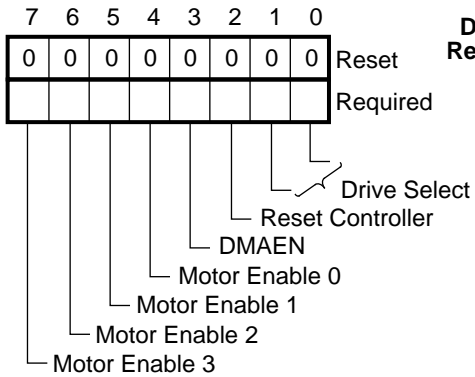 7 6 5 4 3 2 1 0
0 0 0 0 0 0 0 0 Reset
Required
D
Re
Drive Select
Reset Controller
DMAEN
Motor Enable 0
Motor Enable 1
Motor Enable 2
Motor Enable 3